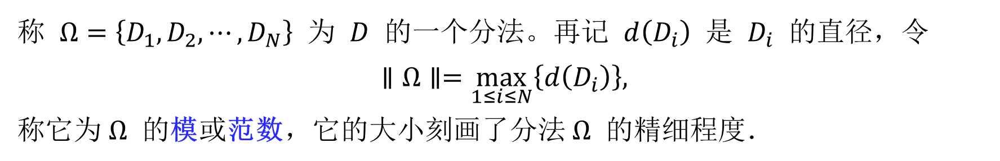 称 Ω = {D₁, D₂, ⋯ , D_N} 为 D 的一个分法。再记 d(D_i) 是 D_i 的直径，令
‖ Ω ‖= max_{1≤i≤N}{d(D_i)},
称它为 Ω 的模或范数，它的大小刻画了分法 Ω 的精细程度.